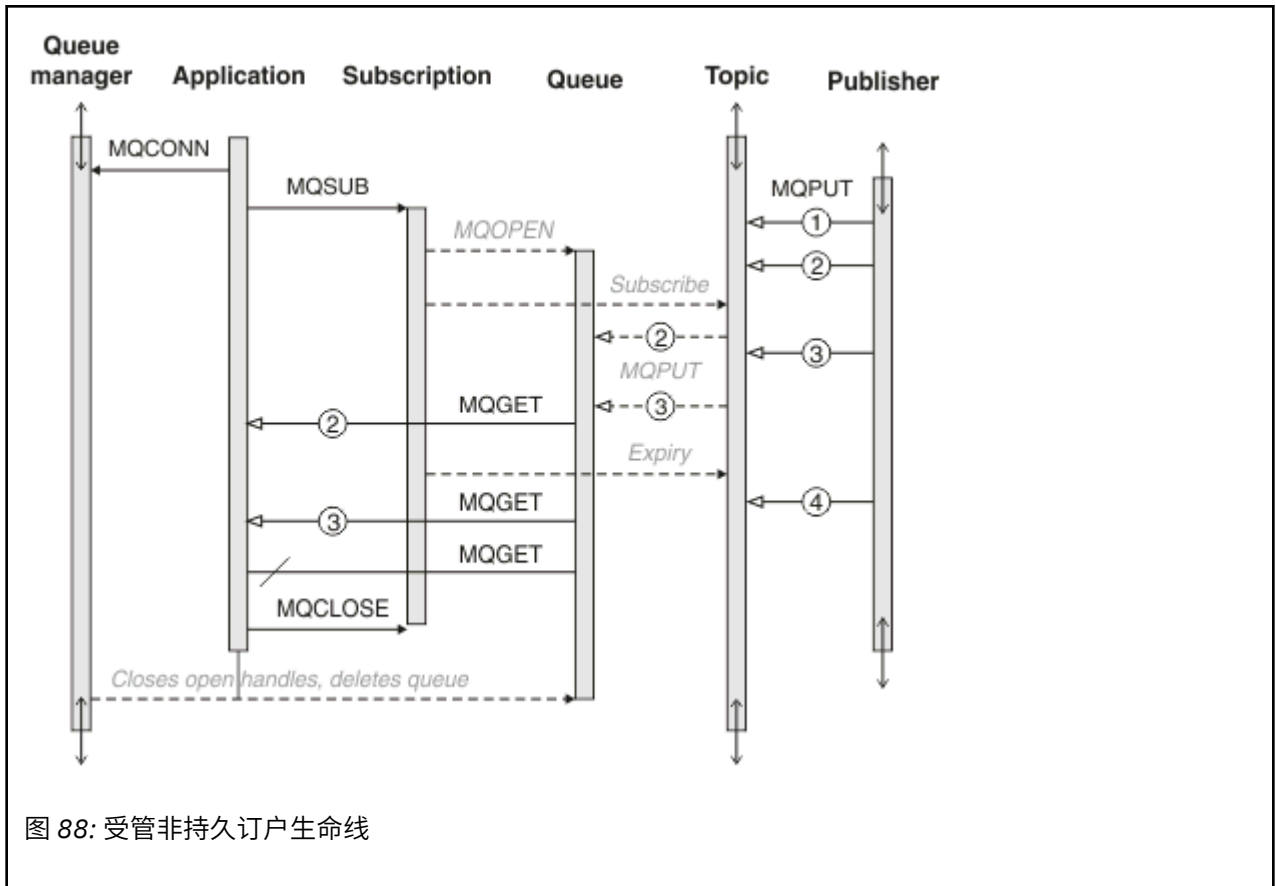 Queue manager
Application
Subscription
Queue
Topic
Publisher
MQCONN
MQPUT
MQSUB
1
MQOPEN
2
Subscribe
2
3
MQPUT
MQGET
3
2
Expiry
MQGET
4
3
MQGET
MQCLOSE
Closes open handles, deletes queue
图 88: 受管非持久订户生命线